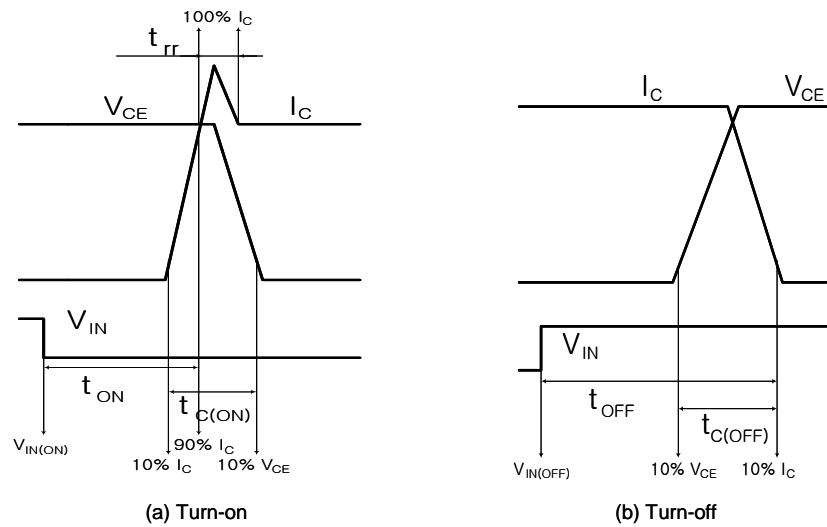 100% I_C
t_rr
V_CE
I_C
V_IN
t_ON
t_C(ON)
V_IN(ON)
90% I_C
10% I_C
10% V_CE
(a) Turn-on
I_C
V_CE
V_IN
t_OFF
t_C(OFF)
V_IN(OFF)
10% V_CE
10% I_C
(b) Turn-off